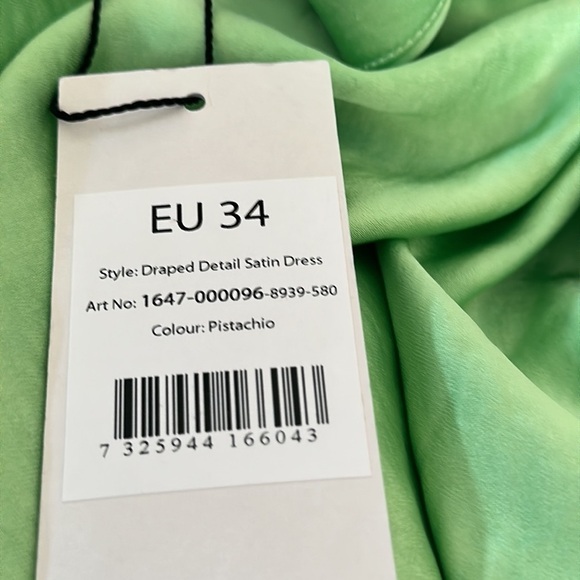 EU 34
Style: Draped Detail Satin Dress
Art No: 1647-000096-8939-580
Colour: Pistachio
7 325944 166043